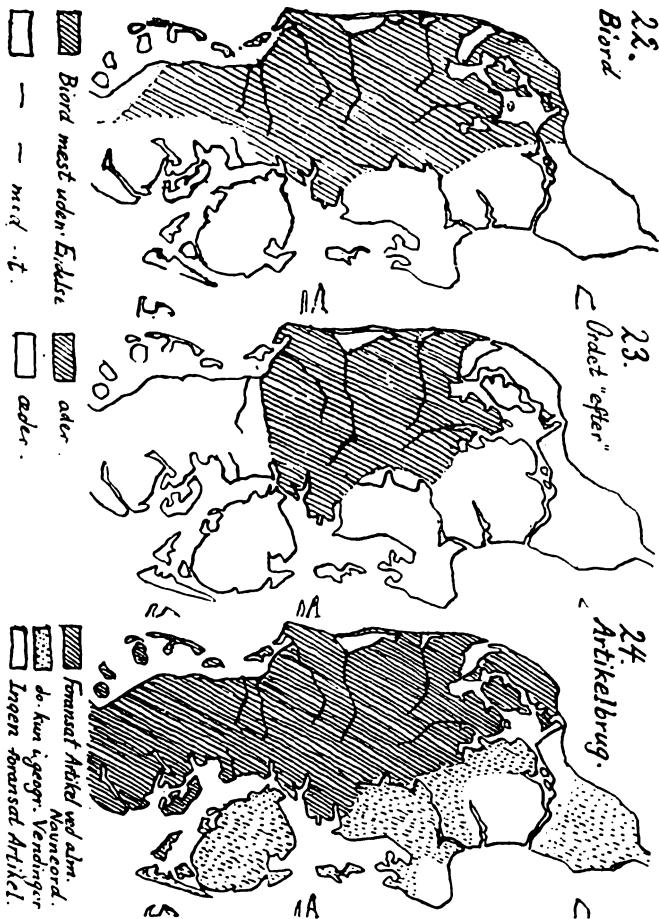 22.
Biord
Biord mest uden Endelse
— — med -t.
23.
Ordet "efter"
ader.
æder.
24.
Artikelbrug.
Foransat Artikel ved alm.
Navneord.
do. kun i geogr. Vendinger
Ingen foransat Artikel.